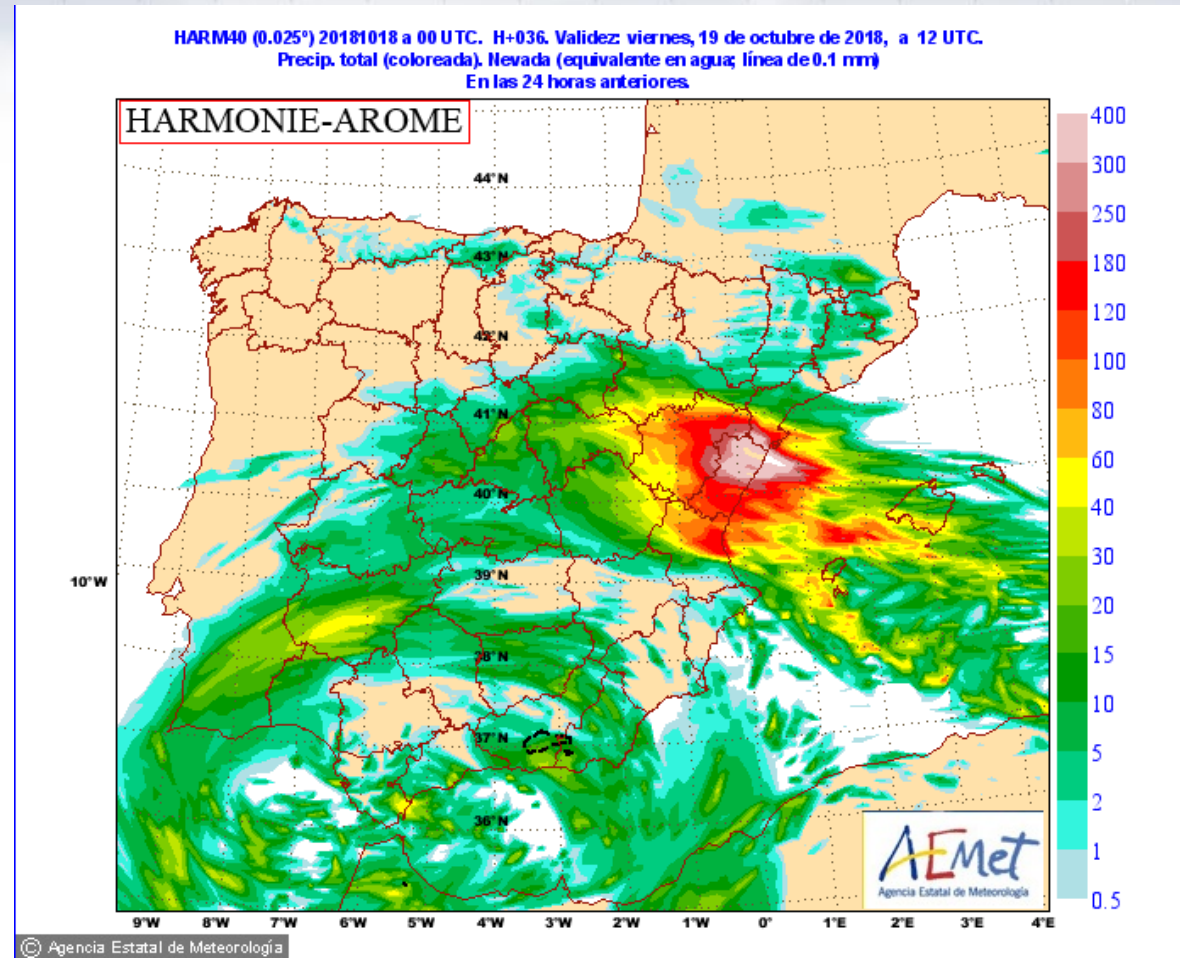 HARM40 (0.025º) 20181018 a 00 UTC. H+036. Validez: viernes, 19 de octubre de 2018, a 12 UTC.
Precip. total (coloreada). Nevada (equivalente en agua; línea de 0.1 mm)
En las 24 horas anteriores.
HARMONIE-AROME
44°N
43°N
42°N
41°N
40°N
39°N
38°N
37°N
36°N
10°W
400
300
250
180
120
100
80
60
40
30
20
15
10
5
2
1
0.5
AEMet
Agencia Estatal de Meteorología
9°W 8°W 7°W 6°W 5°W 4°W 3°W 2°W 1°W 0° 1°E 2°E 3°E 4°E
© Agencia Estatal de Meteorología